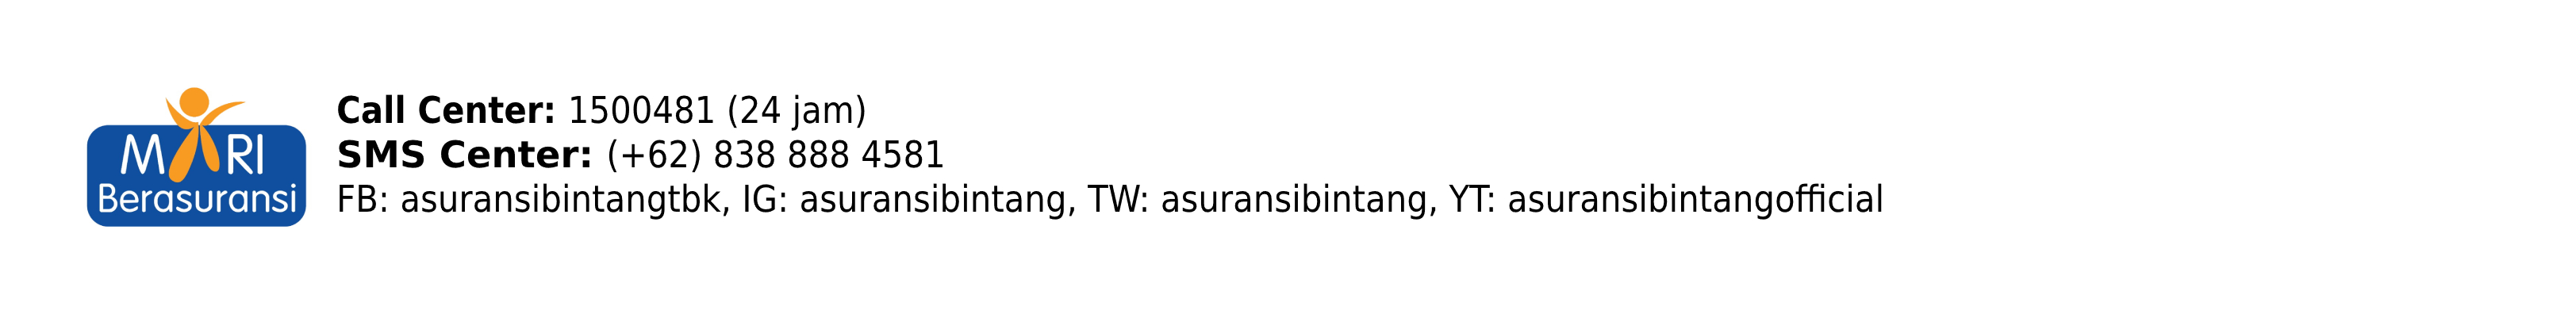 MARI
Berasuransi
Call Center: 1500481 (24 jam)
SMS Center: (+62) 838 888 4581
FB: asuransibintangtbk, IG: asuransibintang, TW: asuransibintang, YT: asuransibintangofficial